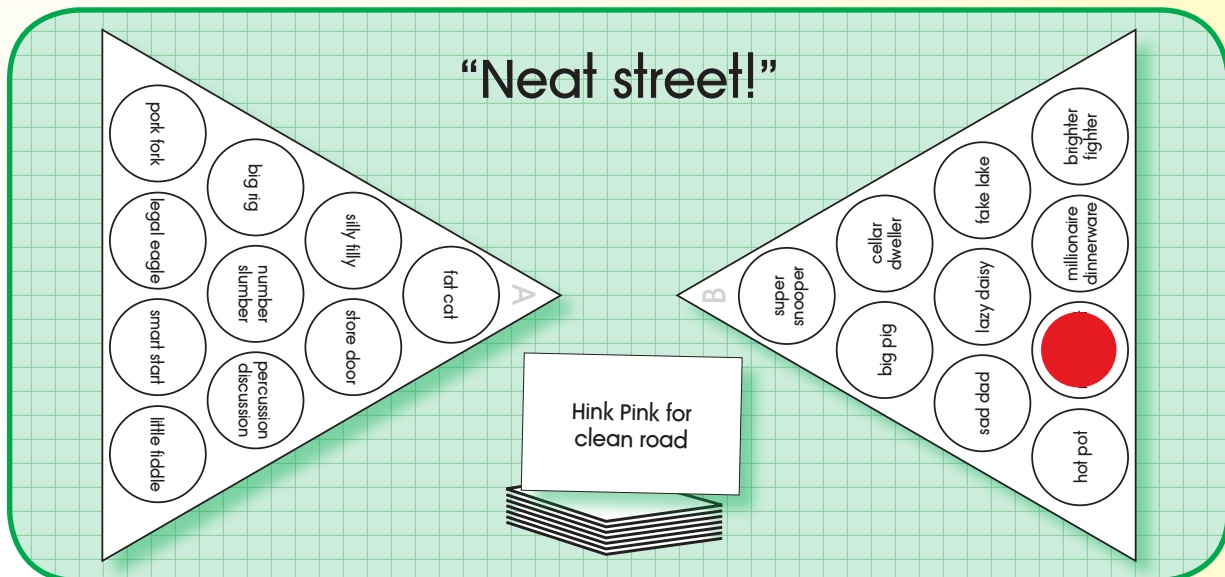 “Neat street!”
pork fork
legal eagle
smart start
little fiddle
big rig
number
slumber
percussion
discussion
silly filly
store door
fat cat
A
B
super
snooper
cellar
dweller
big pig
fake lake
lazy daisy
sad dad
brighter
fighter
millionaire
dinnerware
hot pot
Hink Pink for
clean road